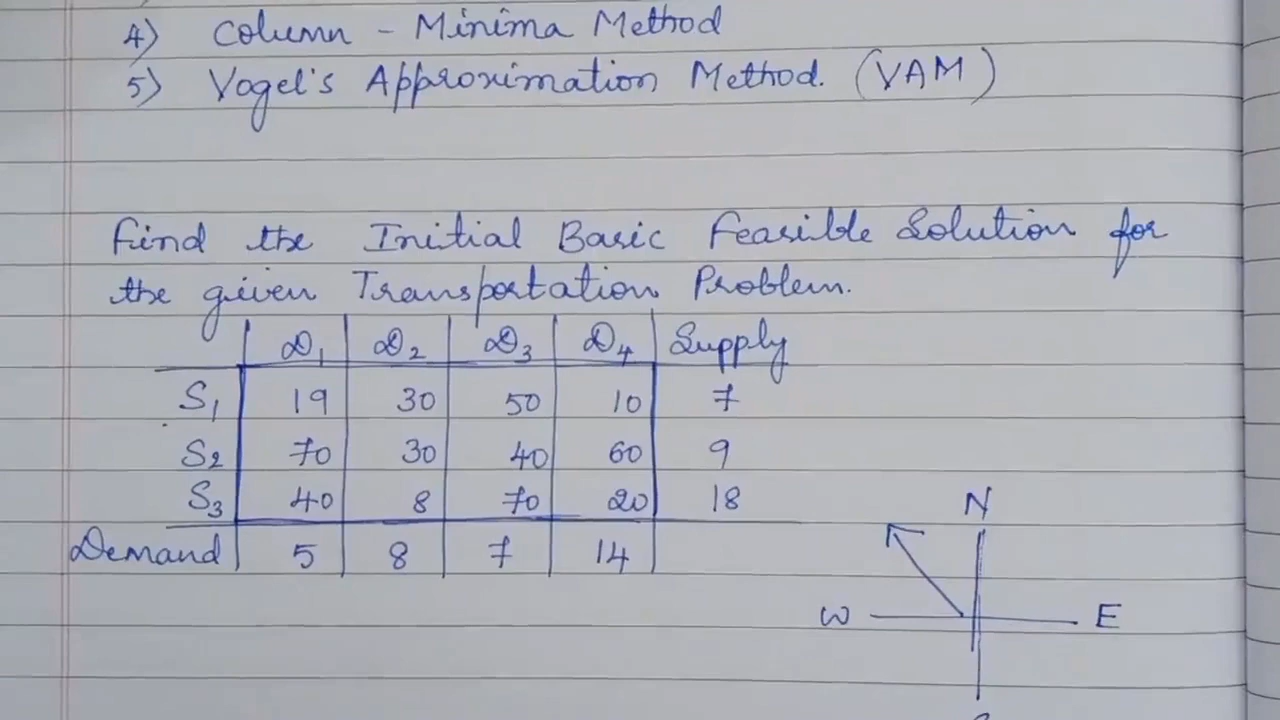 4) Column - Minima Method
5) Vogel's Approximation Method. (VAM)
Find the Initial Basic Feasible Solution for
the given Transportation Problem.
D1 D2 D3 D4 Supply
S1 19 30 50 10 7
S2 70 30 40 60 9
S3 40 8 70 20 18
Demand 5 8 7 14
N
W E